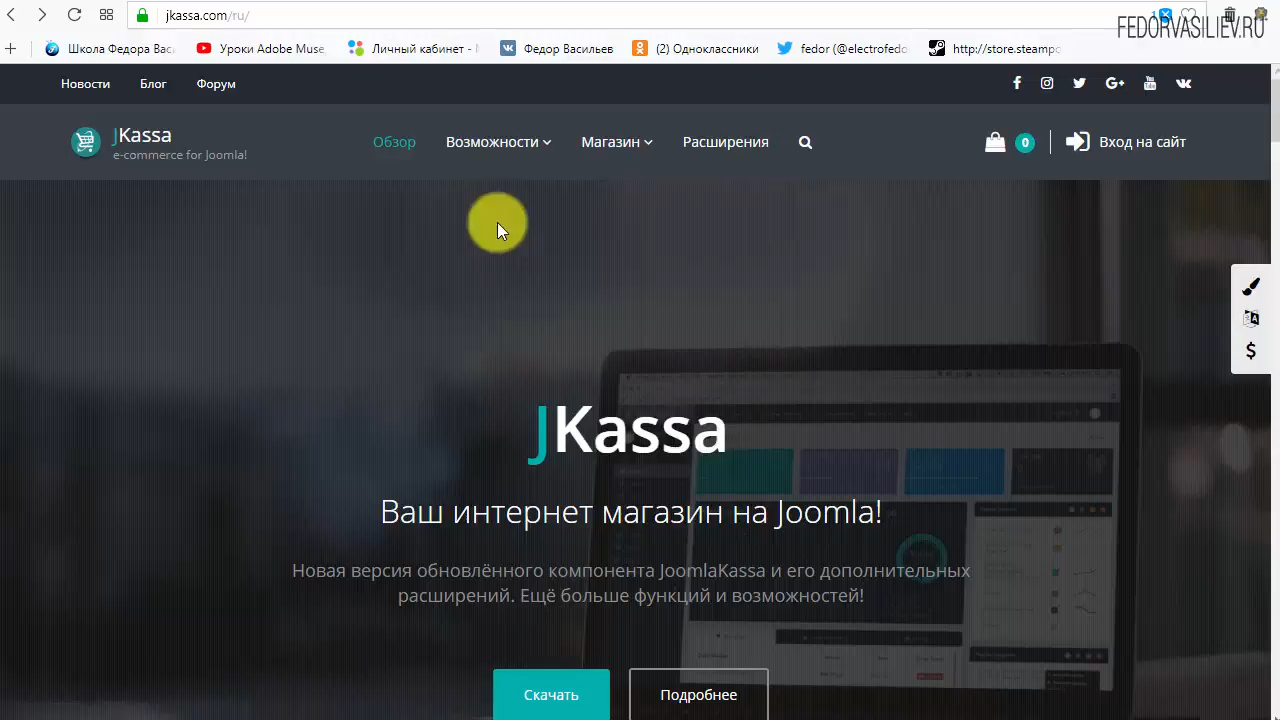 jkassa.com/ru/
FEDORVASILIEV.RU
Школа Федора Вас
Уроки Adobe Muse
Личный кабинет -
Федор Васильев
(2) Одноклассники
fedor (@electrofedo
http://store.steamp
Новости Блог Форум
JKassa
e-commerce for Joomla!
Обзор Возможности Магазин Расширения
0 Вход на сайт
JKassa
Ваш интернет магазин на Joomla!
Новая версия обновлённого компонента JoomlaKassa и его дополнительных
расширений. Ещё больше функций и возможностей!
Скачать Подробнее